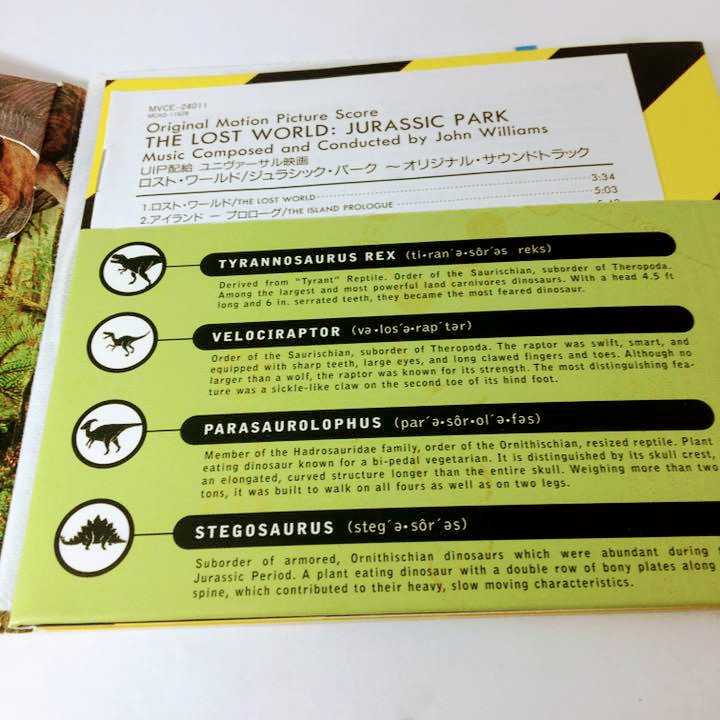 MVCE-24011
MCAD-11628
Original Motion Picture Score
THE LOST WORLD: JURASSIC PARK
Music Composed and Conducted by John Williams
UIP配給 ユニヴァーサル映画
ロスト・ワールド/ジュラシック・パーク ～オリジナル・サウンドトラック
1.ロスト・ワールド/THE LOST WORLD 3:34
2.アイランド － プロローグ/THE ISLAND PROLOGUE 5:03
TYRANNOSAURUS REX (ti•ran´ə•sôr´əs reks)
Derived from "Tyrant" Reptile. Order of the Saurischian, suborder of Theropoda.
Among the largest and most powerful land carnivores dinosaurs. With a head 4.5 ft
long and 6 in. serrated teeth, they became the most feared dinosaur.
VELOCIRAPTOR (və•los´ə•rap´tər)
Order of the Saurischian, suborder of Theropoda. The raptor was swift, smart, and
equipped with sharp teeth, large eyes, and long clawed fingers and toes. Although no
larger than a wolf, the raptor was known for its strength. The most distinguishing fea-
ture was a sickle-like claw on the second toe of its hind foot.
PARASAUROLOPHUS (par´ə•sôr•ol´ə•fəs)
Member of the Hadrosauridae family, order of the Ornithischian, resized reptile. Plant
eating dinosaur known for a bi-pedal vegetarian. It is distinguished by its skull crest,
an elongated, curved structure longer than the entire skull. Weighing more than two
tons, it was built to walk on all fours as well as on two legs.
STEGOSAURUS (steg´ə•sôr´əs)
Suborder of armored, Ornithischian dinosaurs which were abundant during
Jurassic Period. A plant eating dinosaur with a double row of bony plates along
spine, which contributed to their heavy, slow moving characteristics.